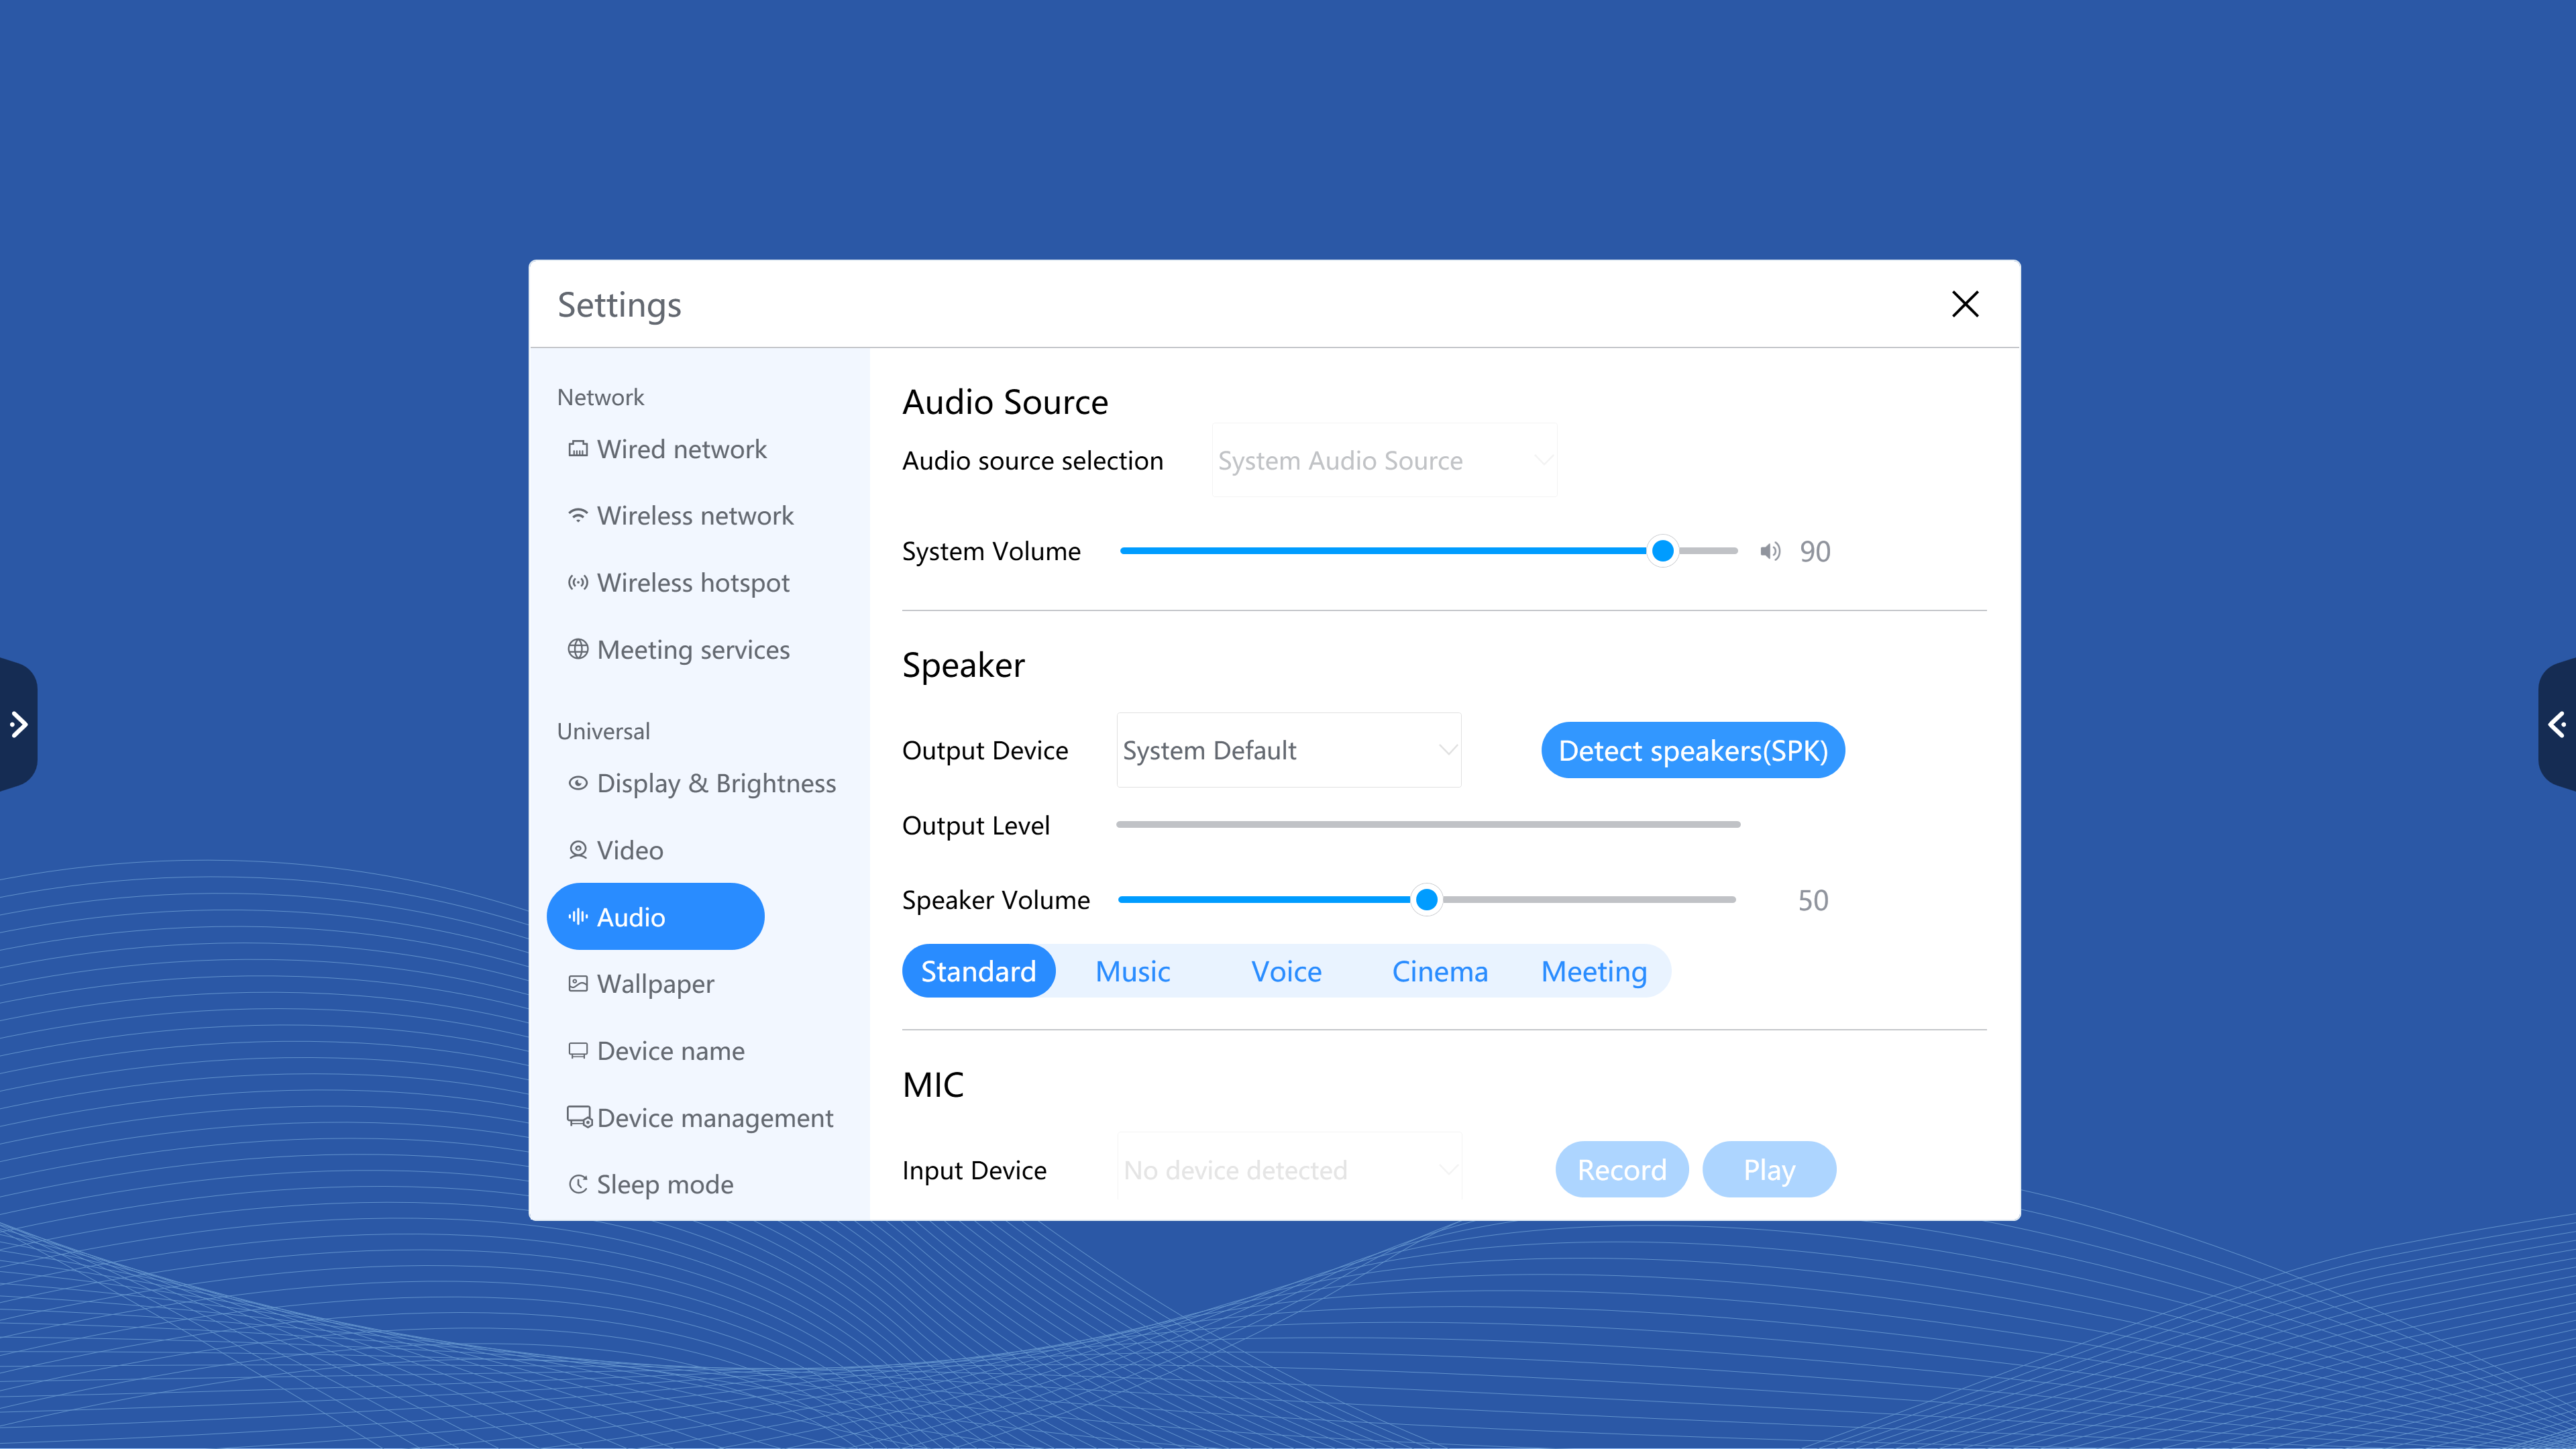 Settings
Network
Wired network
Wireless network
Wireless hotspot
Meeting services
Universal
Display & Brightness
Video
Audio
Wallpaper
Device name
Device management
Sleep mode
Audio Source
Audio source selection System Audio Source
System Volume 90
Speaker
Output Device System Default Detect speakers(SPK)
Output Level
Speaker Volume 50
Standard Music Voice Cinema Meeting
MIC
Input Device No device detected Record Play